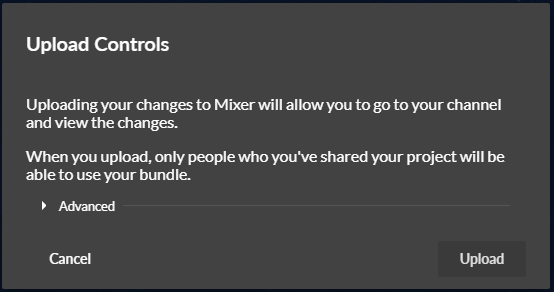 Upload Controls
Uploading your changes to Mixer will allow you to go to your channel
and view the changes.
When you upload, only people who you've shared your project will be
able to use your bundle.
Advanced
Cancel
Upload